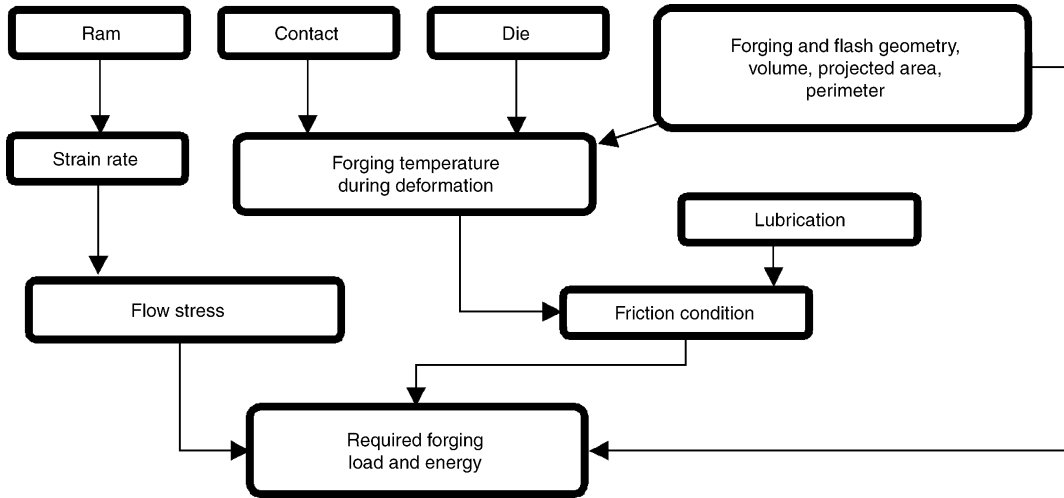 Ram
Contact
Die
Forging and flash geometry,
volume, projected area,
perimeter
Strain rate
Forging temperature
during deformation
Lubrication
Flow stress
Friction condition
Required forging
load and energy